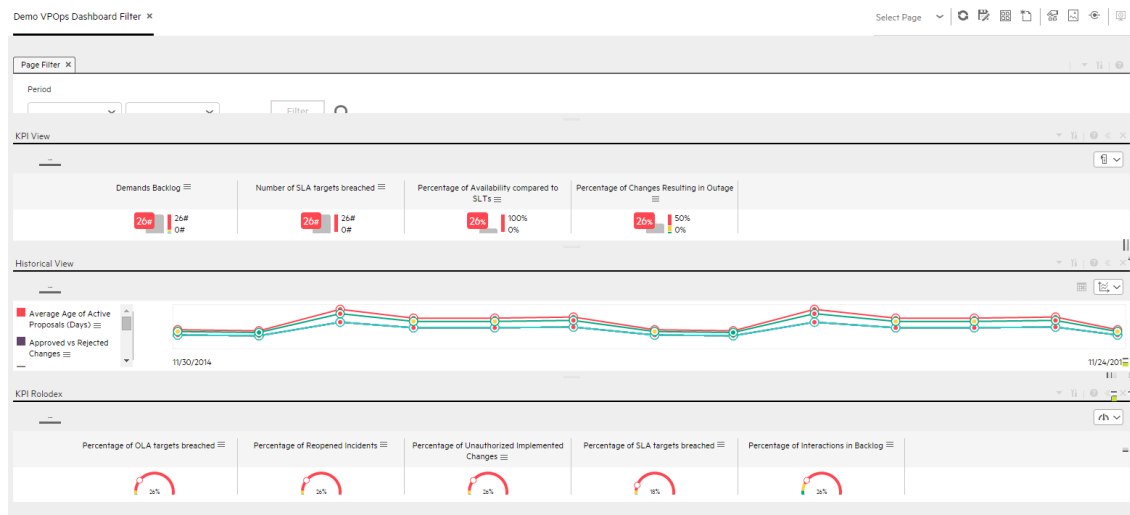 Demo VPOps Dashboard Filter ×
Select Page
Page Filter ×
Period
Filter
KPI View
Demands Backlog
Number of SLA targets breached
Percentage of Availability compared to
SLTs
Percentage of Changes Resulting in Outage
26#
26#
0#
26#
26#
0#
26%
100%
0%
26%
50%
0%
Historical View
Average Age of Active
Proposals (Days)
Approved vs Rejected
Changes
11/30/2014
11/24/201
KPI Rolodex
Percentage of OLA targets breached
Percentage of Reopened Incidents
Percentage of Unauthorized Implemented
Changes
Percentage of SLA targets breached
Percentage of Interactions in Backlog
26%
26%
26%
18%
26%